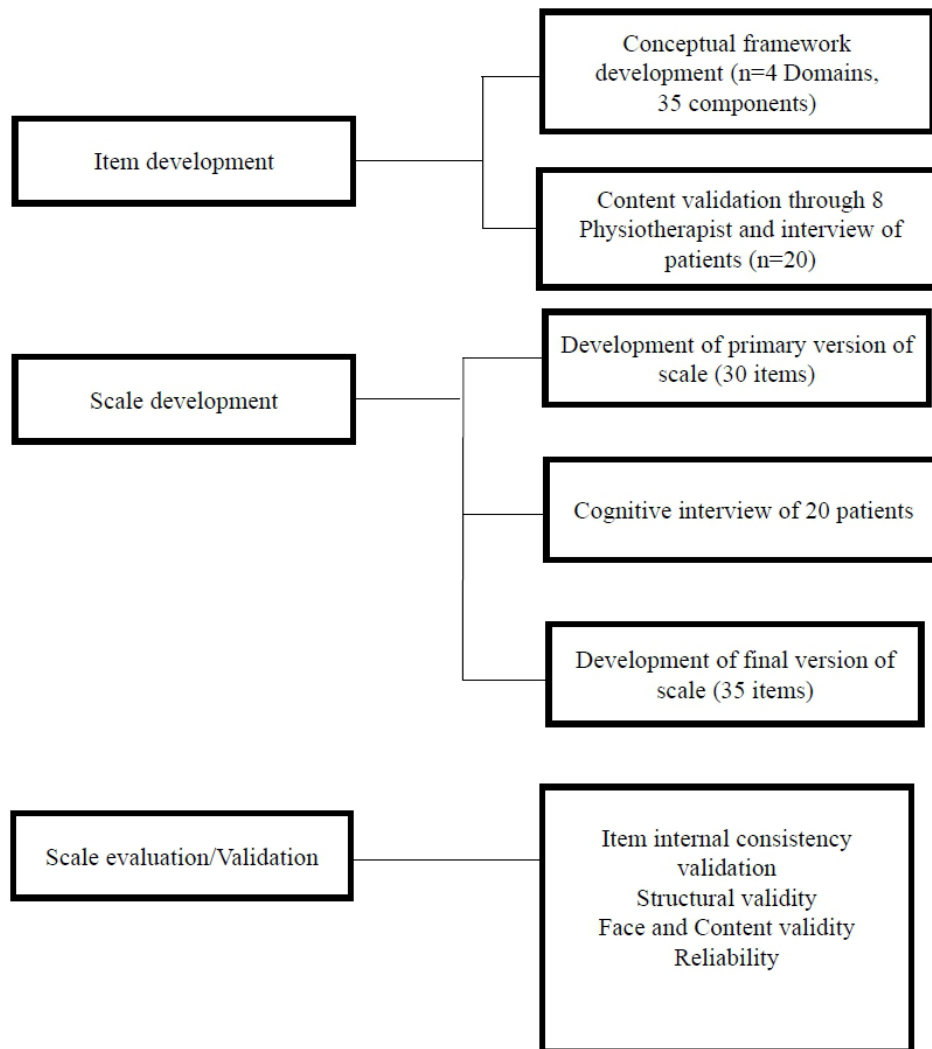 Conceptual framework
development (n=4 Domains,
35 components)
Item development
Content validation through 8
Physiotherapist and interview of
patients (n=20)
Development of primary version of
scale (30 items)
Scale development
Cognitive interview of 20 patients
Development of final version of
scale (35 items)
Scale evaluation/Validation
Item internal consistency
validation
Structural validity
Face and Content validity
Reliability